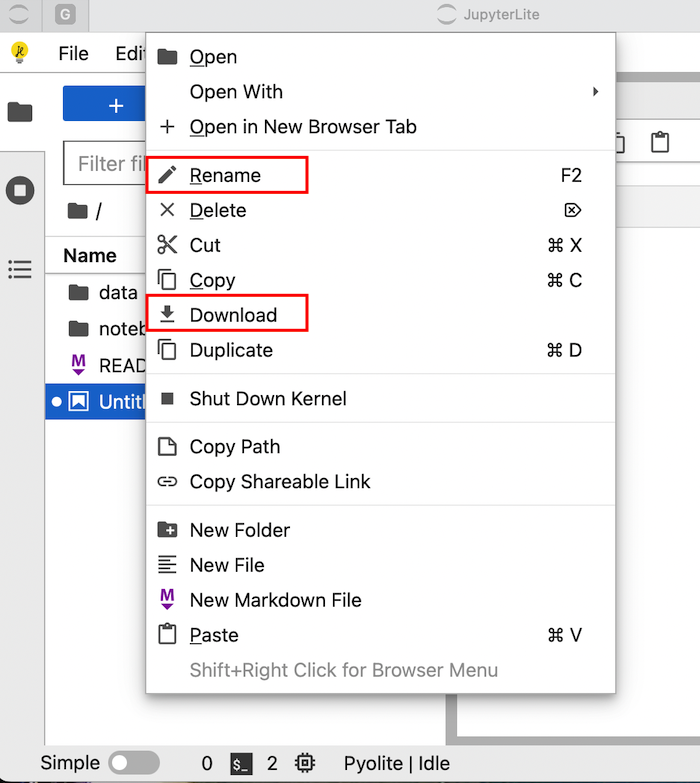 G
JupyterLite
File Edit
+
Filter fil
/
Name
data
noteb
M READ
Untitl
Open
Open With
Open in New Browser Tab
Rename F2
Delete
Cut ⌘ X
Copy ⌘ C
Download
Duplicate ⌘ D
Shut Down Kernel
Copy Path
Copy Shareable Link
New Folder
New File
M New Markdown File
Paste ⌘ V
Shift+Right Click for Browser Menu
Simple 0 $_ 2 Pyolite | Idle